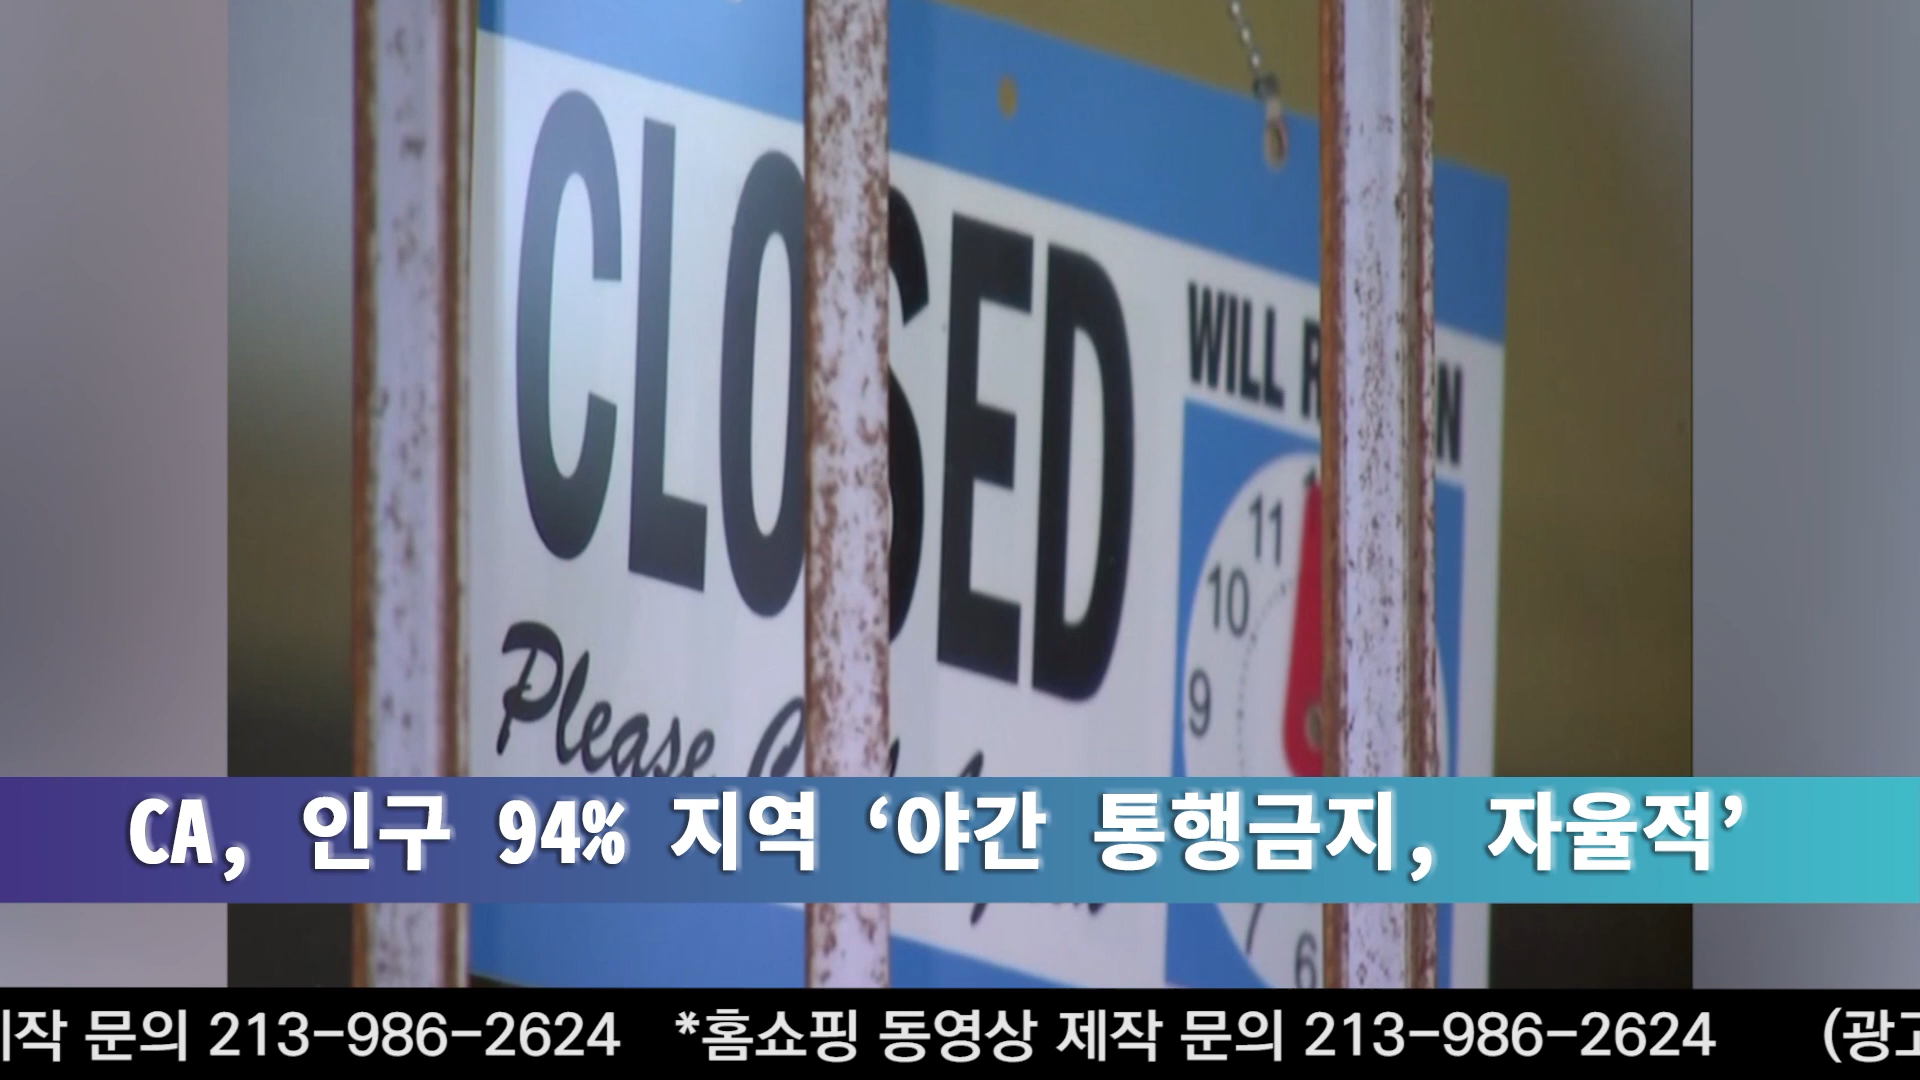 CLOSED
WILL
11
10
9
Please
CA, 인구 94% 지역 ‘야간 통행금지, 자율적’
7
6
문의 213-986-2624 *홈쇼핑 동영상 제작 문의 213-986-2624